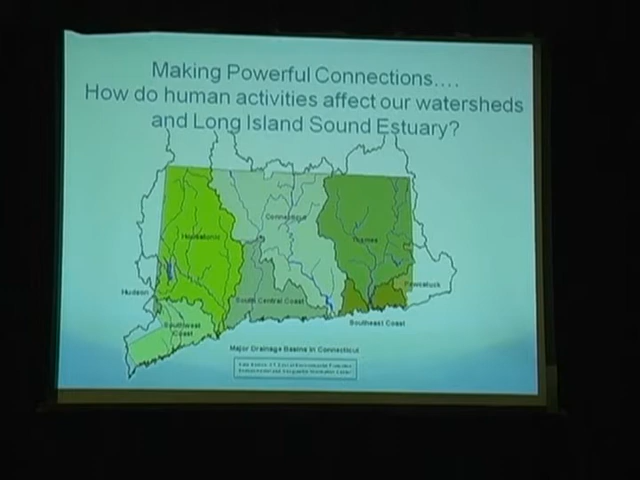 Making Powerful Connections....
How do human activities affect our watersheds
and Long Island Sound Estuary?
Connecticut
Housatonic
Thames
Pawcatuck
Hudson
South Central Coast
Southwest
Coast
Southeast Coast
Major Drainage Basins in Connecticut